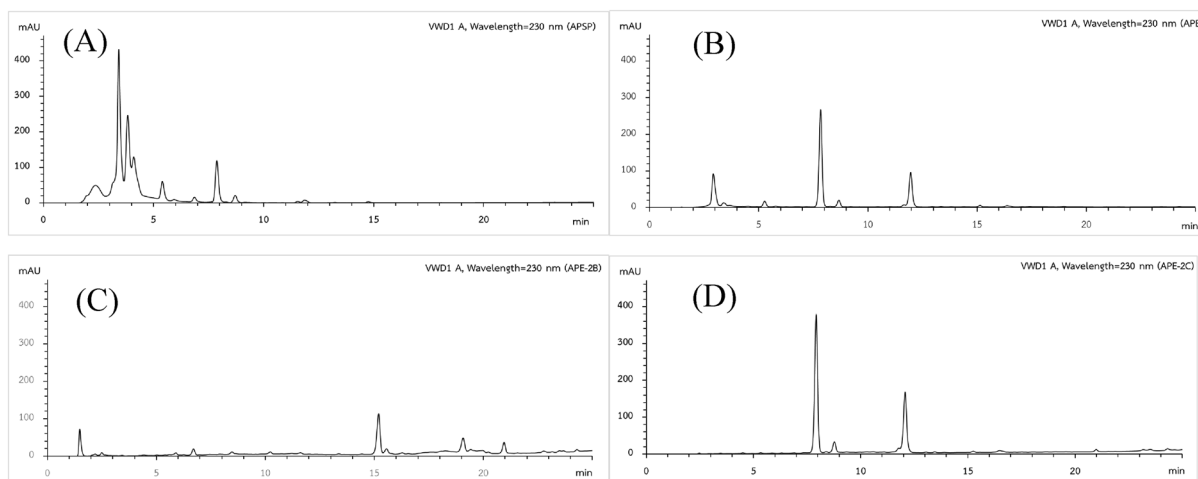 mAU
VWD1 A, Wavelength=230 nm (APSP)
(A)
400
300
200
100
0
0 5 10 15 20
min
mAU
VWD1 A, Wavelength=230 nm (APE
(B)
400
300
200
100
0
0 5 10 15 20
min
mAU
VWD1 A, Wavelength=230 nm (APE-2B)
(C)
400
300
200
100
0
0 5 10 15 20
min
mAU
VWD1 A, Wavelength=230 nm (APE-2C)
(D)
400
300
200
100
0
0 5 10 15 20
min